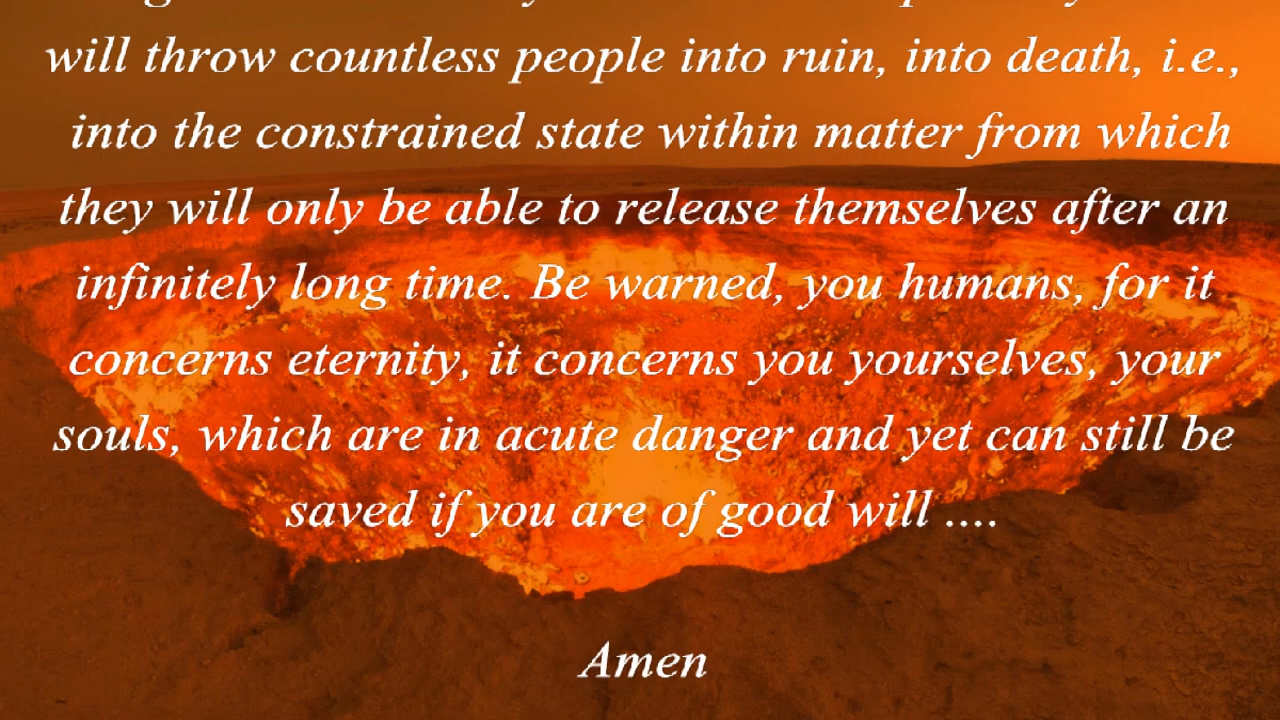 will throw countless people into ruin, into death, i.e.,
into the constrained state within matter from which
they will only be able to release themselves after an
infinitely long time. Be warned, you humans, for it
concerns eternity, it concerns you yourselves, your
souls, which are in acute danger and yet can still be
saved if you are of good will ....
Amen